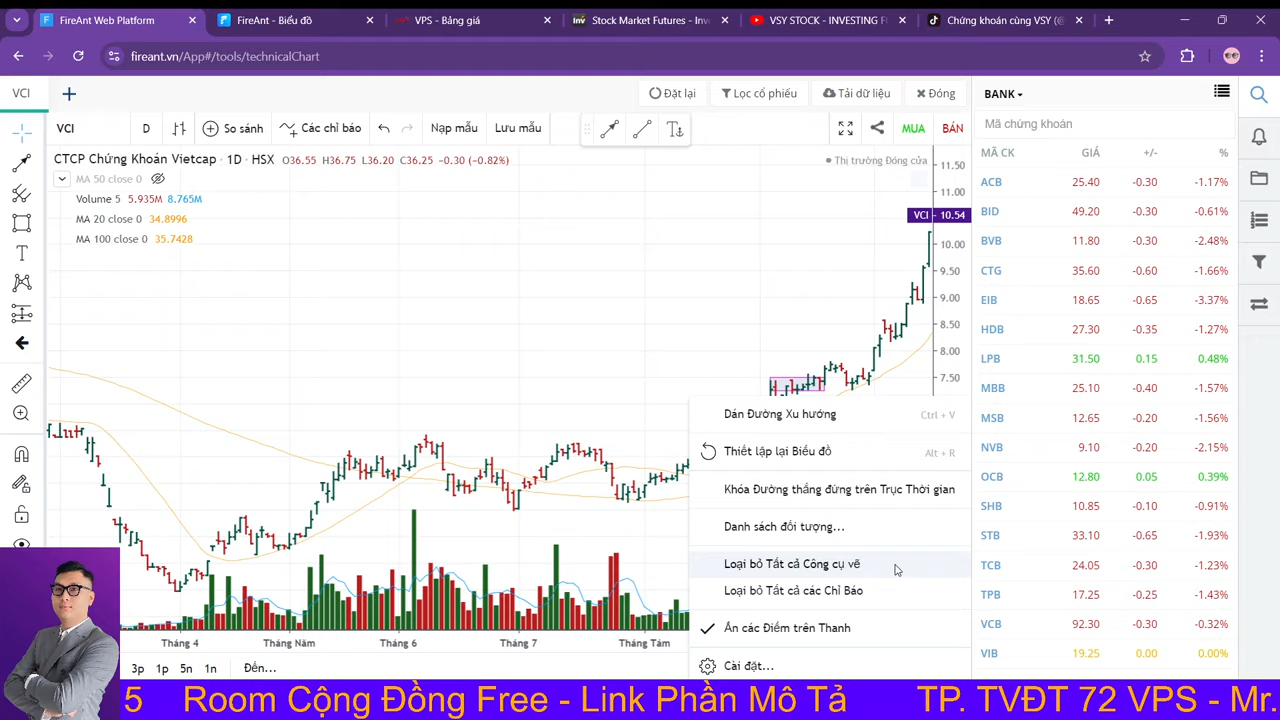 FireAnt Web Platform
FireAnt - Biểu đồ
VPS - Bảng giá
Stock Market Futures - Inve
VSY STOCK - INVESTING FU
Chứng khoán cùng VSY (@
fireant.vn/App#/tools/technicalChart
VCI
Đặt lại
Lọc cổ phiếu
Tải dữ liệu
Đóng
BANK
VCI
D
So sánh
Các chỉ báo
Nạp mẫu
Lưu mẫu
MUA
BÁN
Mã chứng khoán
CTCP Chứng Khoán Vietcap · 1D · HSX O36.55 H36.75 L36.20 C36.25 -0.30 (-0.82%)
Thị trường Đóng cửa
MA 50 close 0
Volume 5 5.935M 8.765M
MA 20 close 0 34.8996
MA 100 close 0 35.7428
11.50
11.00
VCI - 10.54
10.00
9.50
9.00
8.50
8.00
7.50
MÃ CK GIÁ +/- %
ACB 25.40 -0.30 -1.17%
BID 49.20 -0.30 -0.61%
BVB 11.80 -0.30 -2.48%
CTG 35.60 -0.60 -1.66%
EIB 18.65 -0.65 -3.37%
HDB 27.30 -0.35 -1.27%
LPB 31.50 0.15 0.48%
MBB 25.10 -0.40 -1.57%
MSB 12.65 -0.20 -1.56%
NVB 9.10 -0.20 -2.15%
OCB 12.80 0.05 0.39%
SHB 10.85 -0.10 -0.91%
STB 33.10 -0.65 -1.93%
TCB 24.05 -0.30 -1.23%
TPB 17.25 -0.25 -1.43%
VCB 92.30 -0.30 -0.32%
VIB 19.25 0.00 0.00%
Dán Đường Xu hướng Ctrl + V
Thiết lập lại Biểu đồ Alt + R
Khóa Đường thẳng đứng trên Trục Thời gian
Danh sách đối tượng...
Loại bỏ Tất cả Công cụ vẽ
Loại bỏ Tất cả các Chỉ Báo
Ẩn các Điểm trên Thanh
Cài đặt...
Tháng 4 Tháng Năm Tháng 6 Tháng 7 Tháng Tám
3p 1p 5n 1n Đến...
5 Room Cộng Đồng Free - Link Phần Mô Tả TP. TVĐT 72 VPS - Mr.